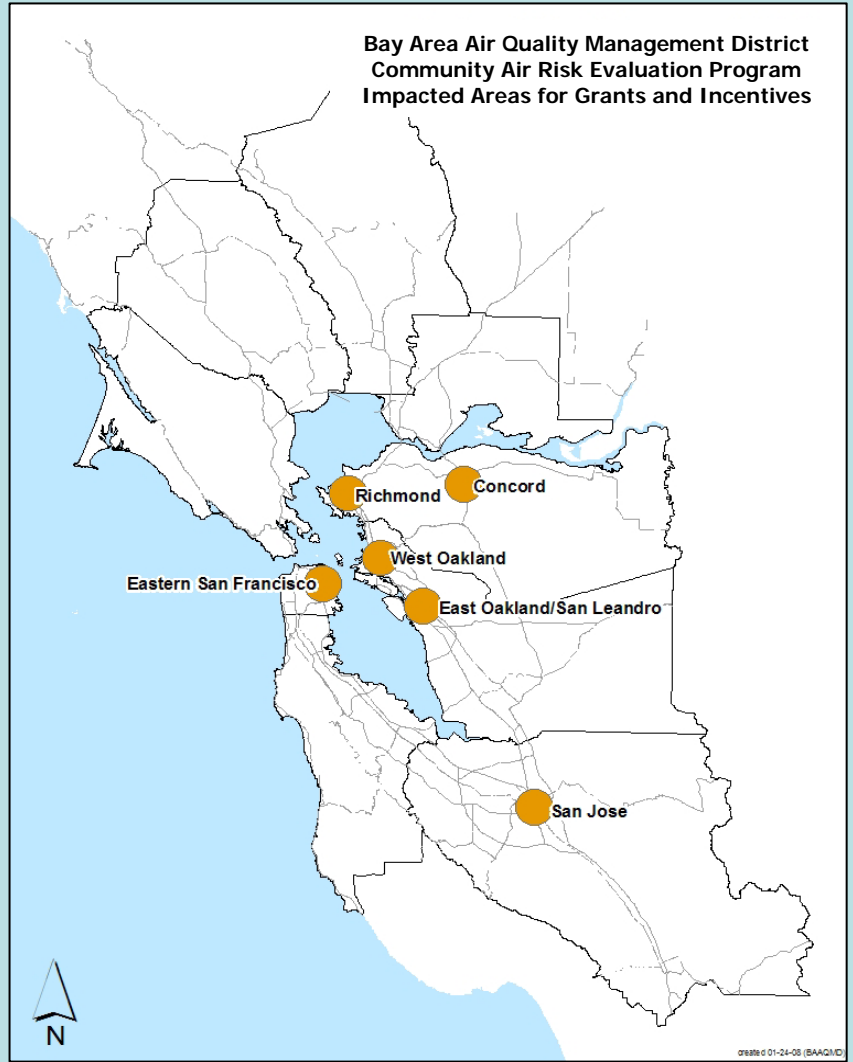 Bay Area Air Quality Management District
Community Air Risk Evaluation Program
Impacted Areas for Grants and Incentives
Richmond
Concord
West Oakland
Eastern San Francisco
East Oakland/San Leandro
San Jose
N
created 01-24-08 (BAAQMD)